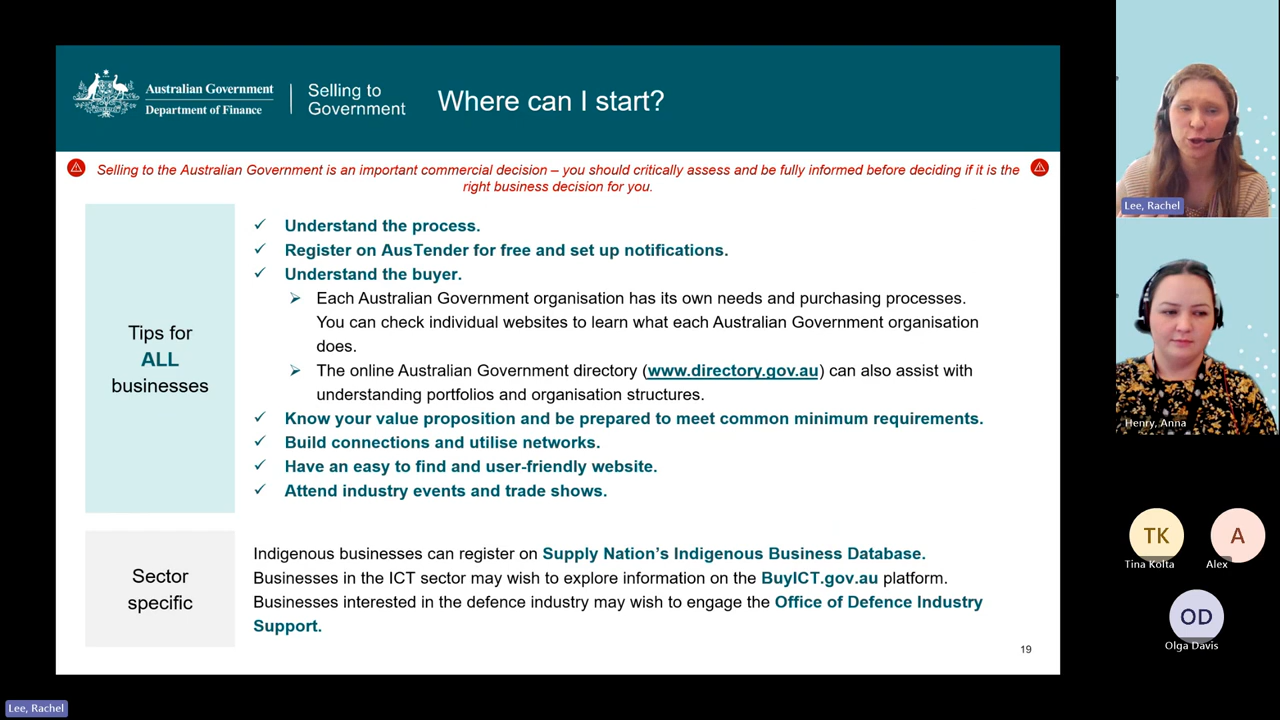 Australian Government
Department of Finance
Selling to
Government
Where can I start?
Selling to the Australian Government is an important commercial decision – you should critically assess and be fully informed before deciding if it is the
right business decision for you.
Tips for
ALL
businesses
✓ Understand the process.
✓ Register on AusTender for free and set up notifications.
✓ Understand the buyer.
➢ Each Australian Government organisation has its own needs and purchasing processes.
You can check individual websites to learn what each Australian Government organisation
does.
➢ The online Australian Government directory (www.directory.gov.au) can also assist with
understanding portfolios and organisation structures.
✓ Know your value proposition and be prepared to meet common minimum requirements.
✓ Build connections and utilise networks.
✓ Have an easy to find and user-friendly website.
✓ Attend industry events and trade shows.
Sector
specific
Indigenous businesses can register on Supply Nation's Indigenous Business Database.
Businesses in the ICT sector may wish to explore information on the BuyICT.gov.au platform.
Businesses interested in the defence industry may wish to engage the Office of Defence Industry
Support.
19
Lee, Rachel
Henry, Anna
TK
Tina Kolta
A
Alex
OD
Olga Davis
Lee, Rachel